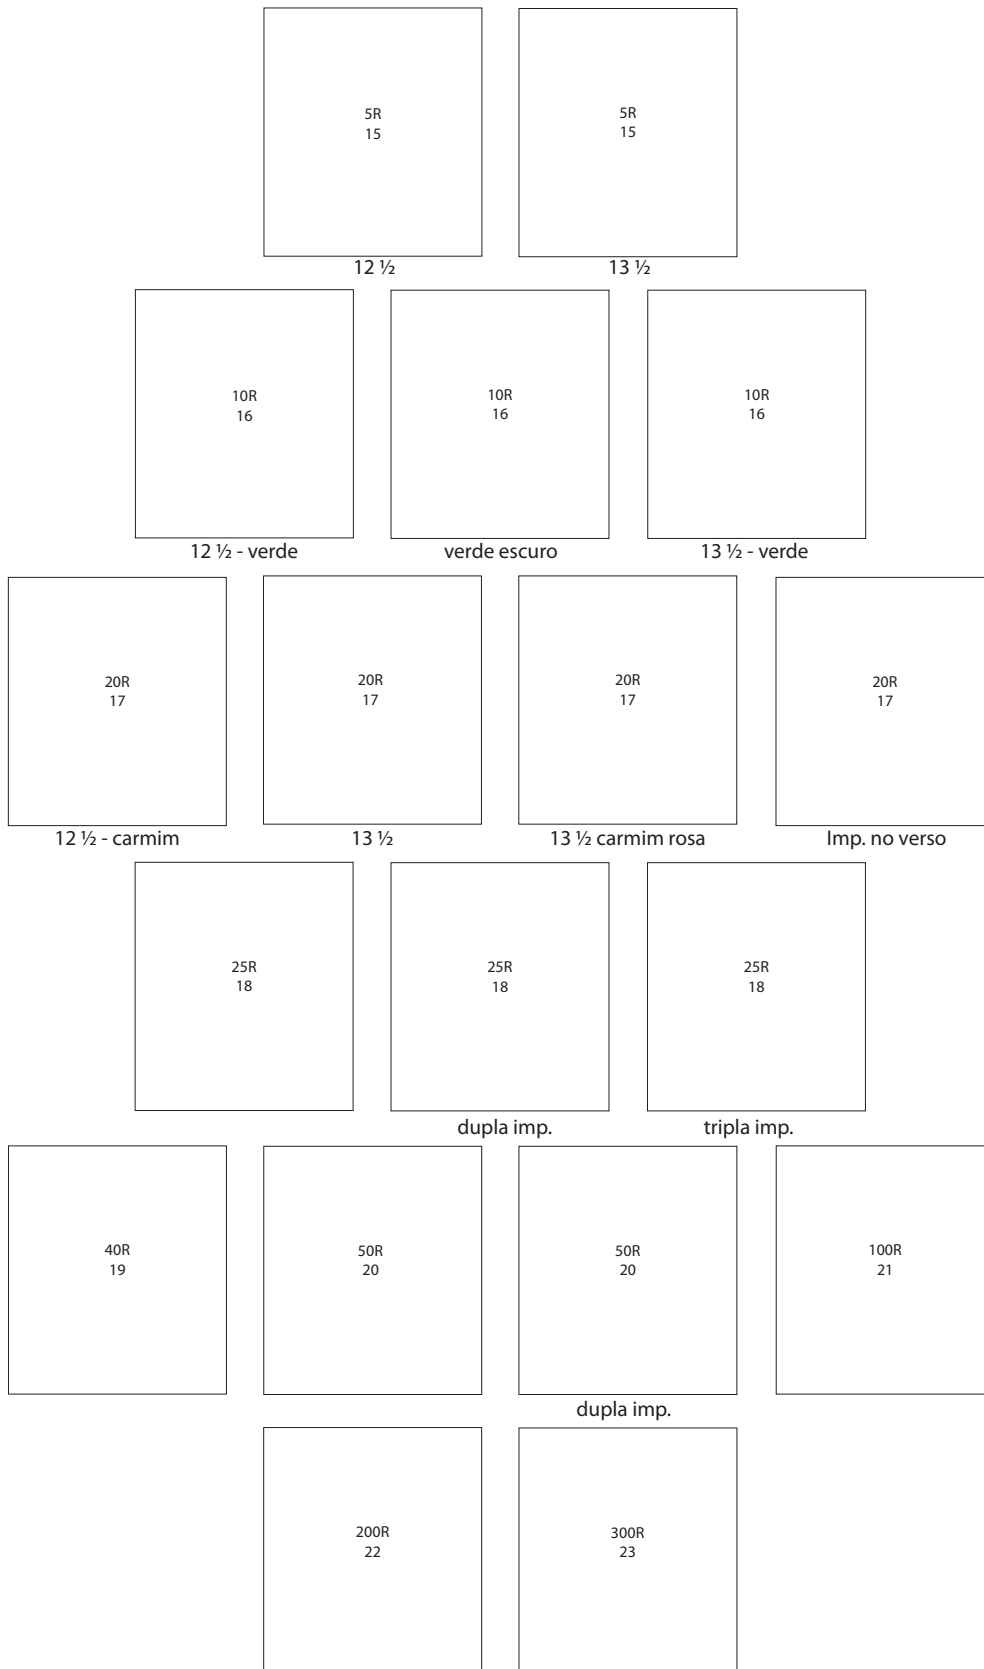 5R
15
5R
15
12 ½
13 ½
10R
16
10R
16
10R
16
12 ½ - verde
verde escuro
13 ½ - verde
20R
17
20R
17
20R
17
20R
17
12 ½ - carmim
13 ½
13 ½ carmim rosa
Imp. no verso
25R
18
25R
18
25R
18
dupla imp.
tripla imp.
40R
19
50R
20
50R
20
100R
21
dupla imp.
200R
22
300R
23